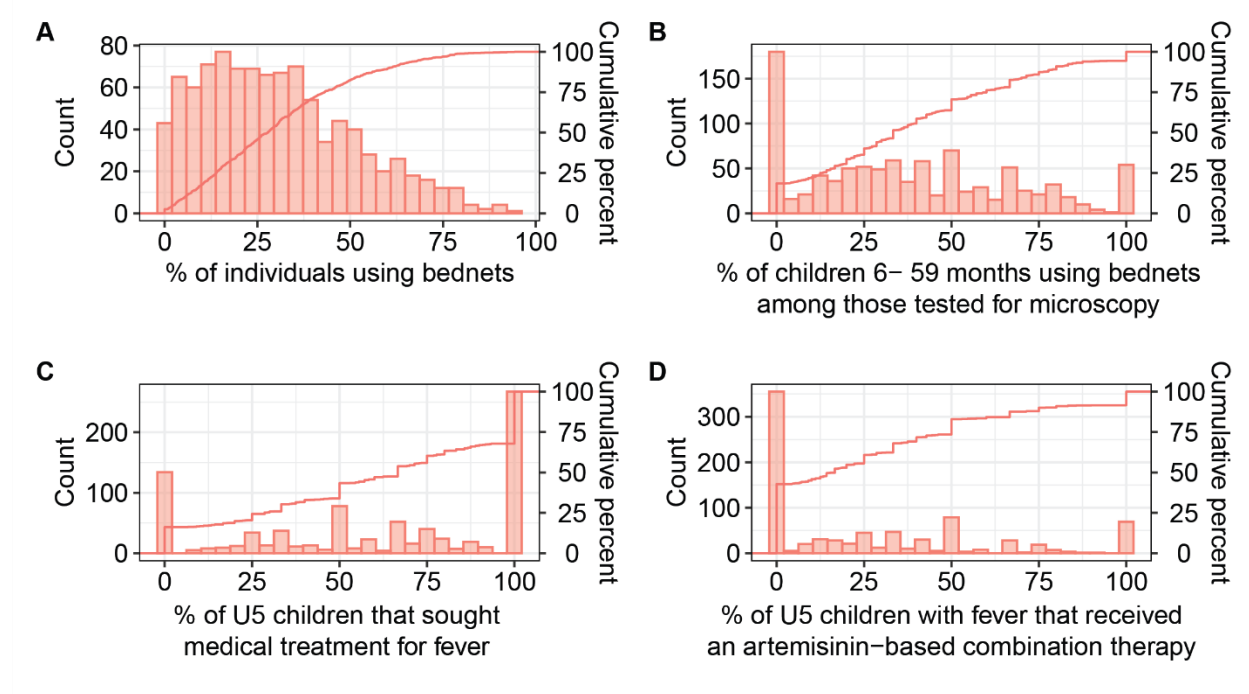 A
80
60
40
20
0
Count
100
75
50
25
0
Cumulative percent
0 25 50 75 100
% of individuals using bednets
B
150
100
50
0
Count
100
75
50
25
0
Cumulative percent
0 25 50 75 100
% of children 6− 59 months using bednets
among those tested for microscopy
C
200
100
0
Count
100
75
50
25
0
Cumulative percent
0 25 50 75 100
% of U5 children that sought
medical treatment for fever
D
300
200
100
0
Count
100
75
50
25
0
Cumulative percent
0 25 50 75 100
% of U5 children with fever that received
an artemisinin−based combination therapy